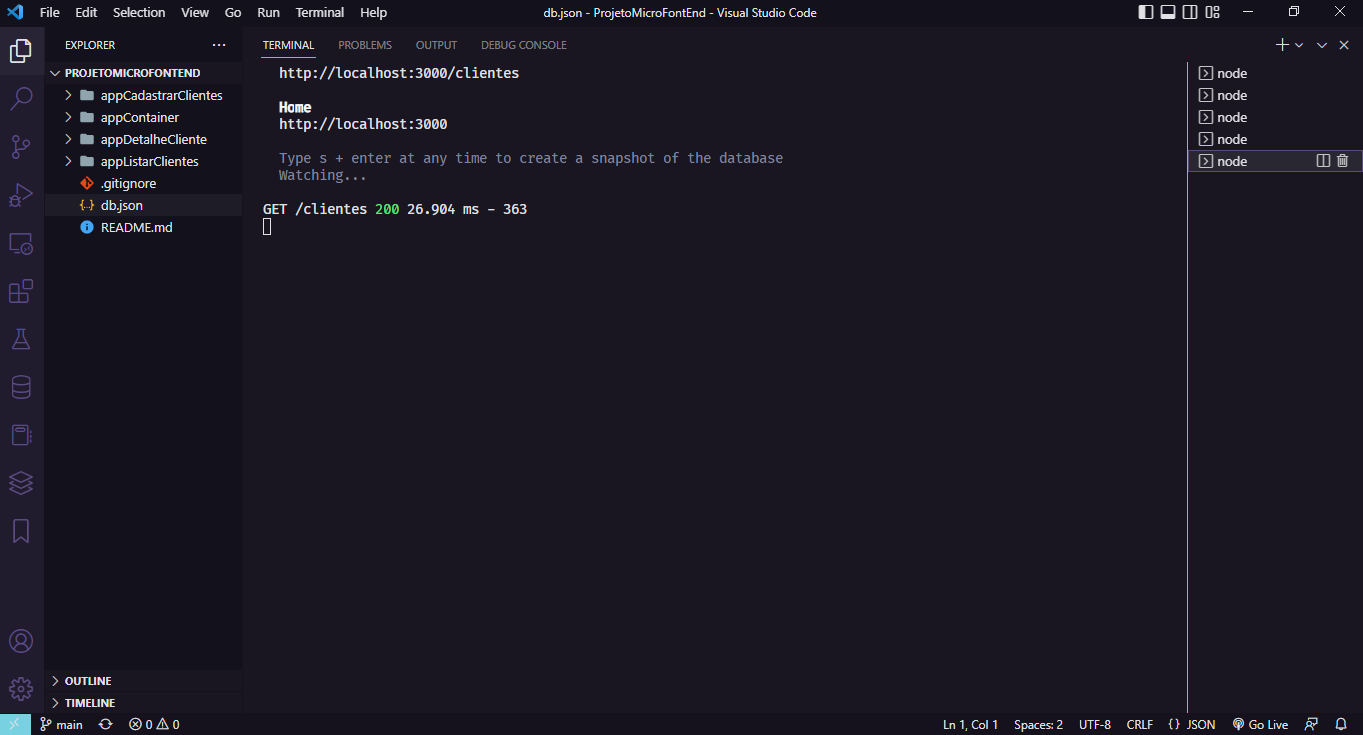 File Edit Selection View Go Run Terminal Help
db.json - ProjetoMicroFontEnd - Visual Studio Code
EXPLORER
PROJETOMICROFONTEND
appCadastrarClientes
appContainer
appDetalheCliente
appListarClientes
.gitignore
{..} db.json
README.md
OUTLINE
TIMELINE
TERMINAL PROBLEMS OUTPUT DEBUG CONSOLE
http://localhost:3000/clientes
Home
http://localhost:3000
Type s + enter at any time to create a snapshot of the database
Watching...
GET /clientes 200 26.904 ms - 363
node
node
node
node
node
main 0 0
Ln 1, Col 1 Spaces: 2 UTF-8 CRLF {} JSON Go Live